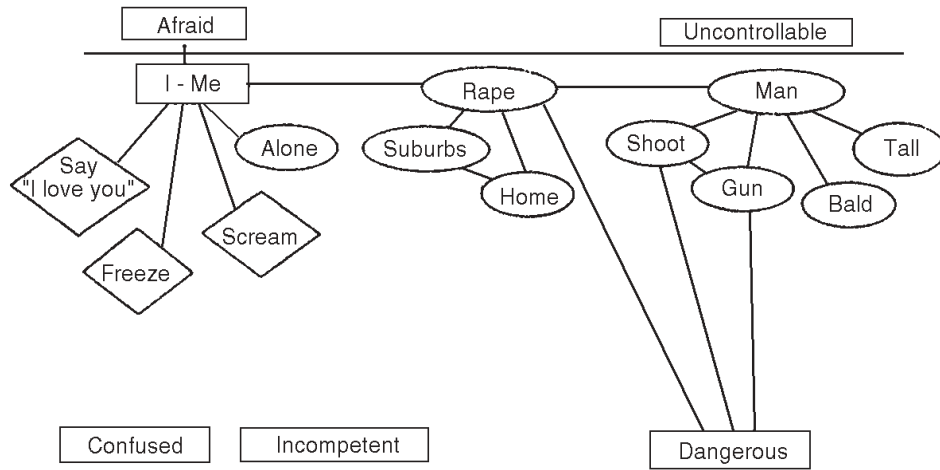 Afraid
Uncontrollable
I - Me
Rape
Man
Say
"I love you"
Alone
Suburbs
Shoot
Tall
Home
Gun
Bald
Freeze
Scream
Confused
Incompetent
Dangerous